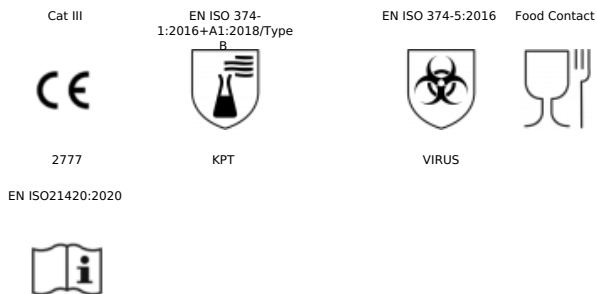 Cat III
EN ISO 374-
1:2016+A1:2018/Type
B
EN ISO 374-5:2016
Food Contact
CE
2777
KPT
VIRUS
EN ISO21420:2020
i